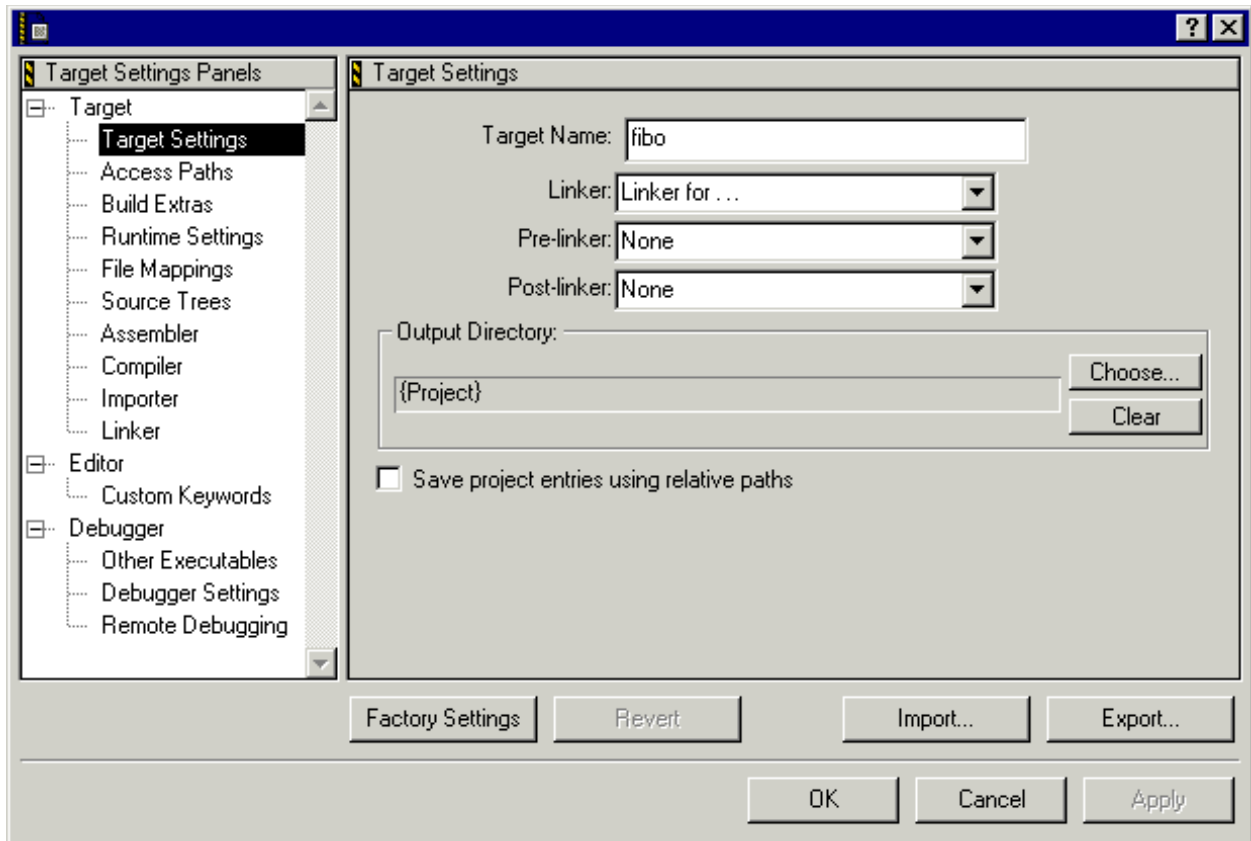 ?
Target Settings Panels
Target
Target Settings
Access Paths
Build Extras
Runtime Settings
File Mappings
Source Trees
Assembler
Compiler
Importer
Linker
Editor
Custom Keywords
Debugger
Other Executables
Debugger Settings
Remote Debugging
Target Settings
Target Name: fibo
Linker: Linker for . . .
Pre-linker: None
Post-linker: None
Output Directory:
{Project}
Choose...
Clear
Save project entries using relative paths
Factory Settings Revert Import... Export...
OK Cancel Apply